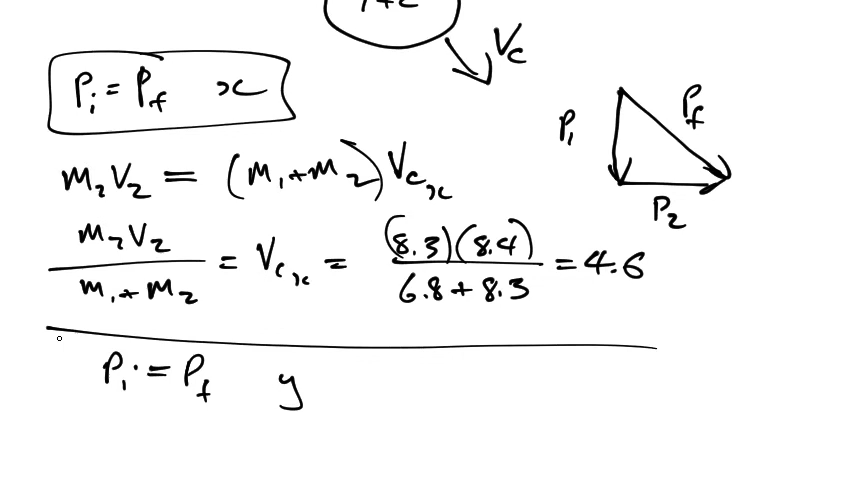 1+2
Vc
Pi = Pf x
P1 Pf
P2
m2V2 = (m1+m2)Vcx
m2V2 / m1+m2 = Vcx = (8.3)(8.4) / 6.8+8.3 = 4.6
Pi = Pf y